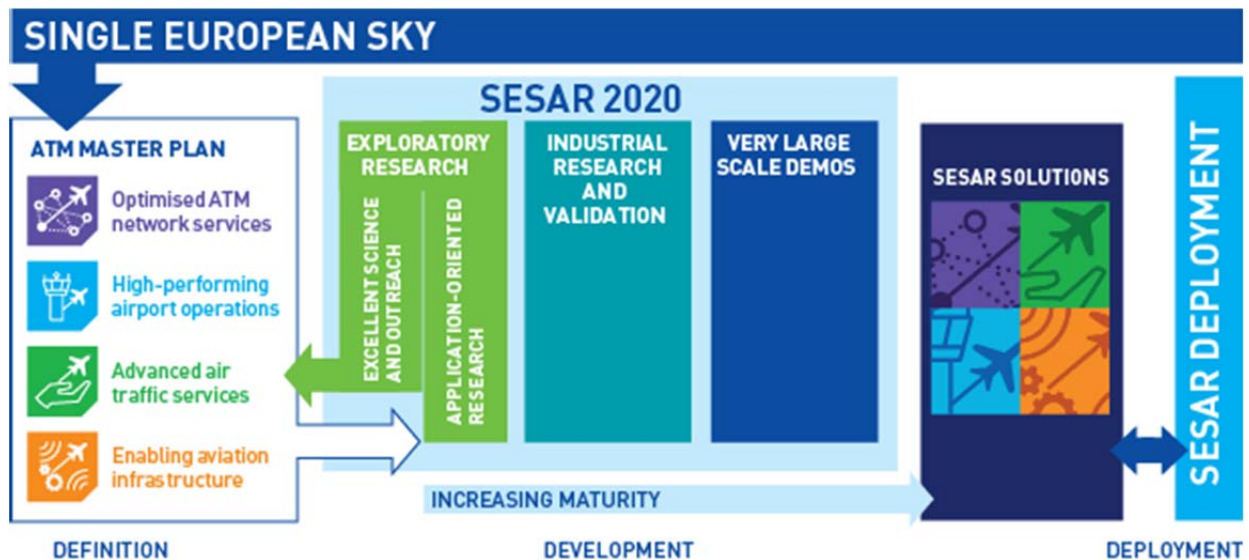 SINGLE EUROPEAN SKY
ATM MASTER PLAN
Optimised ATM
network services
High-performing
airport operations
Advanced air
traffic services
Enabling aviation
infrastructure
SESAR 2020
EXPLORATORY
RESEARCH
EXCELLENT SCIENCE
AND OUTREACH
APPLICATION-ORIENTED
RESEARCH
INDUSTRIAL
RESEARCH
AND
VALIDATION
VERY LARGE
SCALE DEMOS
INCREASING MATURITY
SESAR SOLUTIONS
SESAR DEPLOYMENT
DEFINITION
DEVELOPMENT
DEPLOYMENT